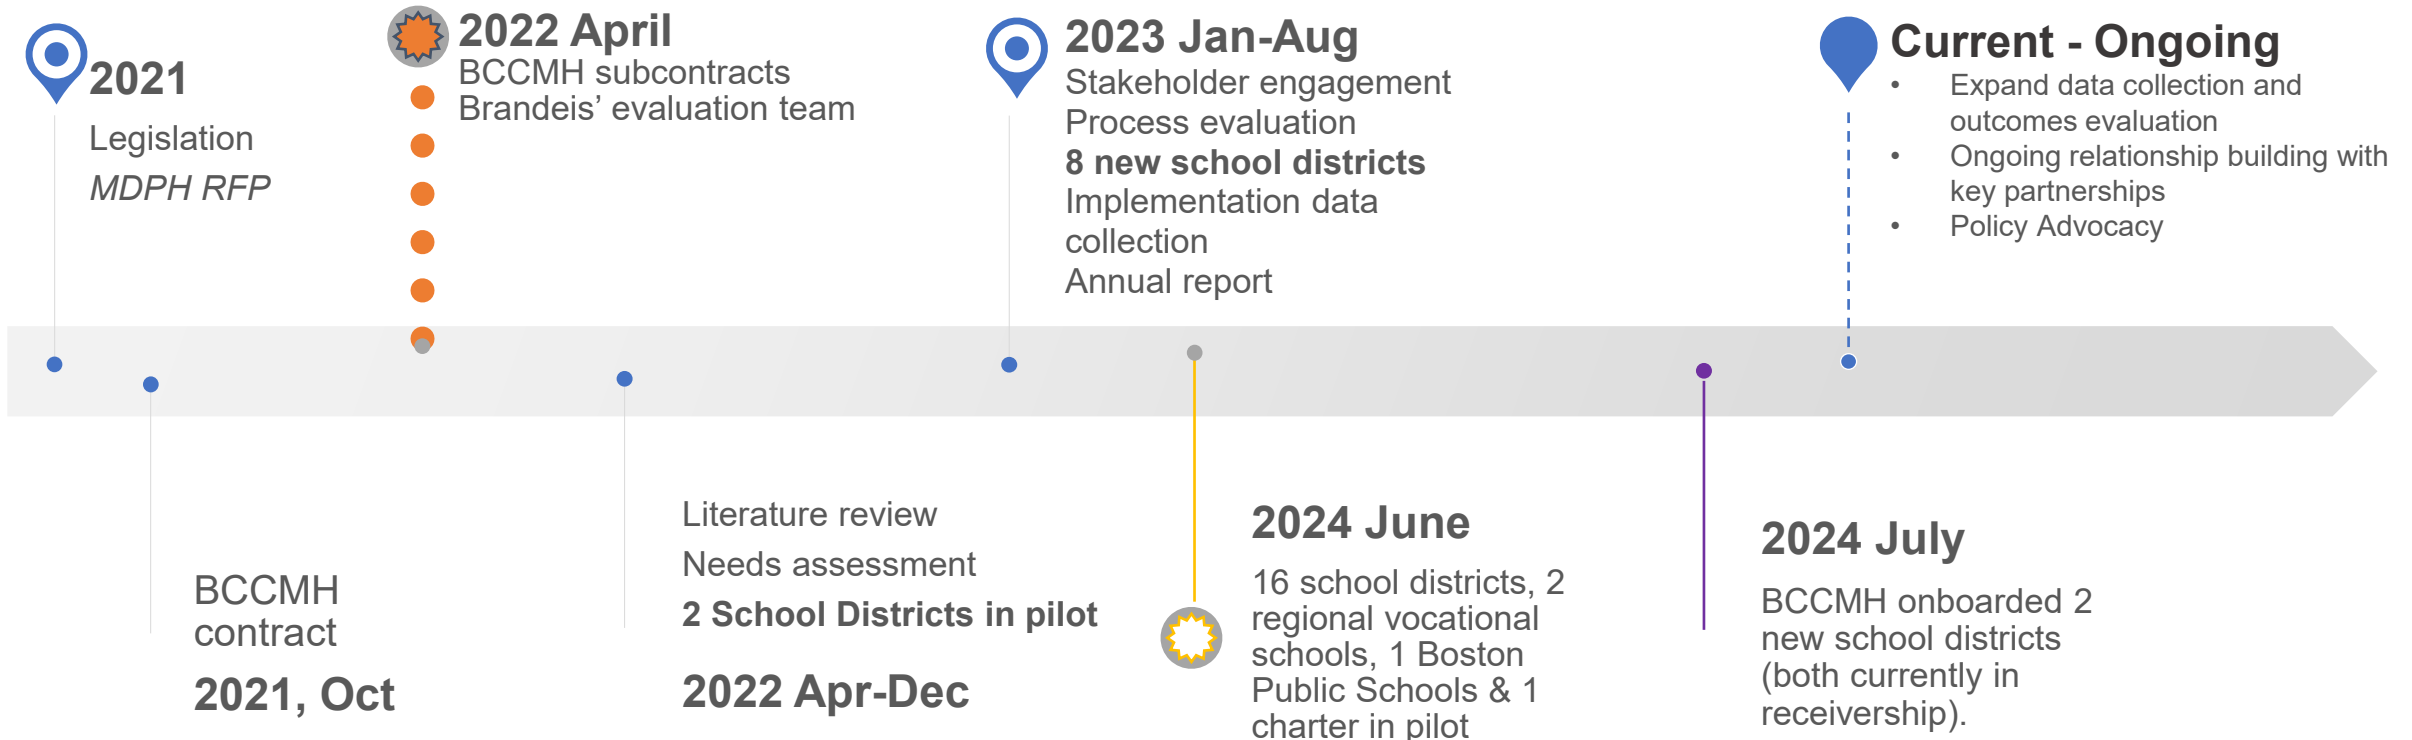 2021
Legislation
MDPH RFP
2022 April
BCCMH subcontracts
Brandeis’ evaluation team
2023 Jan-Aug
Stakeholder engagement
Process evaluation
8 new school districts
Implementation data
collection
Annual report
Current - Ongoing
• Expand data collection and
outcomes evaluation
• Ongoing relationship building with
key partnerships
• Policy Advocacy
BCCMH
contract
2021, Oct
Literature review
Needs assessment
2 School Districts in pilot
2022 Apr-Dec
2024 June
16 school districts, 2
regional vocational
schools, 1 Boston
Public Schools & 1
charter in pilot
2024 July
BCCMH onboarded 2
new school districts
(both currently in
receivership).